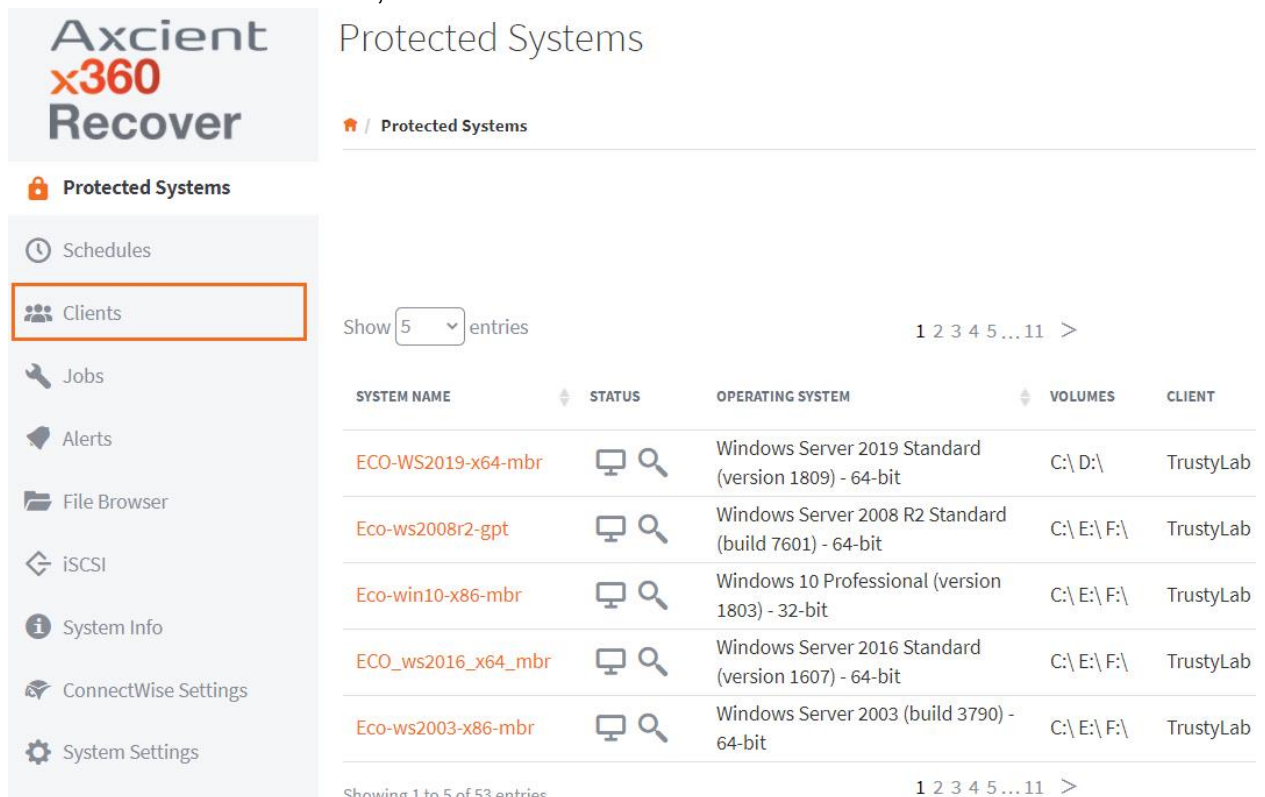 Axcient
x360
Recover
Protected Systems
/ Protected Systems
Protected Systems
Schedules
Clients
Jobs
Alerts
File Browser
iSCSI
System Info
ConnectWise Settings
System Settings
Show 5 entries
1 2 3 4 5...11 >
SYSTEM NAME STATUS OPERATING SYSTEM VOLUMES CLIENT
ECO-WS2019-x64-mbr Windows Server 2019 Standard (version 1809) - 64-bit C:\ D:\ TrustyLab
Eco-ws2008r2-gpt Windows Server 2008 R2 Standard (build 7601) - 64-bit C:\ E:\ F:\ TrustyLab
Eco-win10-x86-mbr Windows 10 Professional (version 1803) - 32-bit C:\ E:\ F:\ TrustyLab
ECO_ws2016_x64_mbr Windows Server 2016 Standard (version 1607) - 64-bit C:\ E:\ F:\ TrustyLab
Eco-ws2003-x86-mbr Windows Server 2003 (build 3790) - 64-bit C:\ E:\ F:\ TrustyLab
Showing 1 to 5 of 53 entries
1 2 3 4 5...11 >